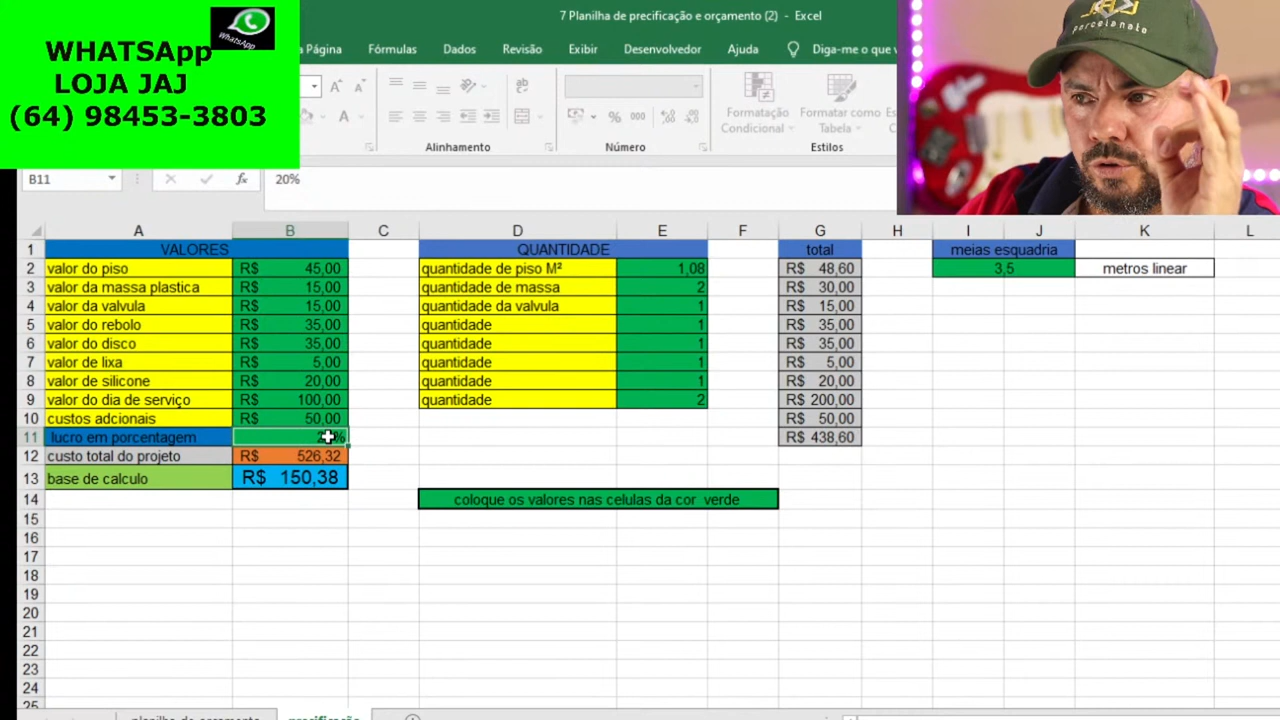 WHATSApp
WhatsApp
LOJA JAJ
(64) 98453-3803
7 Planilha de precificação e orçamento (2) - Excel
a Página Fórmulas Dados Revisão Exibir Desenvolvedor Ajuda Diga-me o que v
Formatação Condicional
Formatar como Tabela
Alinhamento Número Estilos
porcelanato
B11 fx 20%
A B C D E F G H I J K L
1 VALORES QUANTIDADE total meias esquadria
2 valor do piso R$ 45,00 quantidade de piso M² 1,08 R$ 48,60 3,5 metros linear
3 valor da massa plastica R$ 15,00 quantidade de massa 2 R$ 30,00
4 valor da valvula R$ 15,00 quantidade da valvula 1 R$ 15,00
5 valor do rebolo R$ 35,00 quantidade 1 R$ 35,00
6 valor do disco R$ 35,00 quantidade 1 R$ 35,00
7 valor de lixa R$ 5,00 quantidade 1 R$ 5,00
8 valor de silicone R$ 20,00 quantidade 1 R$ 20,00
9 valor do dia de serviço R$ 100,00 quantidade 2 R$ 200,00
10 custos adcionais R$ 50,00 R$ 50,00
11 lucro em porcentagem R$ 438,60
12 custo total do projeto R$ 526,32
13 base de calculo R$ 150,38
14 coloque os valores nas celulas da cor verde
15
16
17
18
19
20
21
22
23
24
25
planilha de orçamento precificação